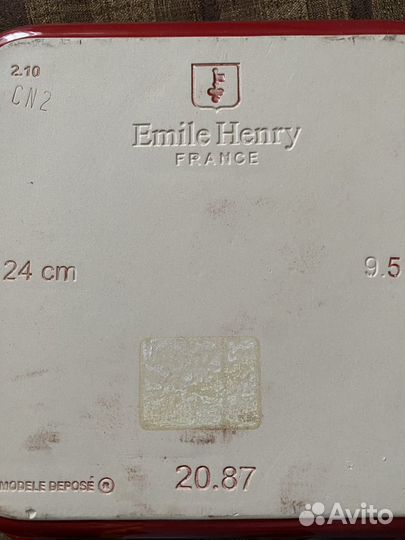 2.10
CN2
Emile Henry
FRANCE
24 cm
9.5
MODELE DEPOSÉ ®
20.87
Avito